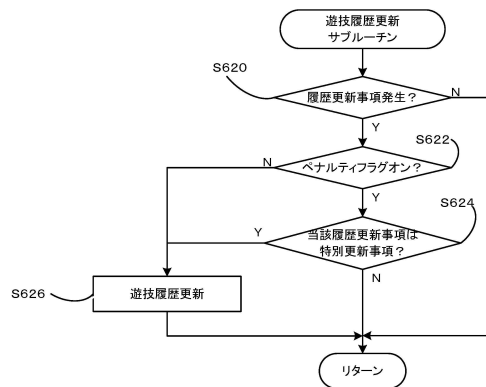 遊技履歴更新
サブルーチン
S620
履歴更新事項発生？
N
Y
S622
ペナルティフラグオン？
N
Y
S624
当該履歴更新事項は
特別更新事項？
Y
N
S626
遊技履歴更新
リターン